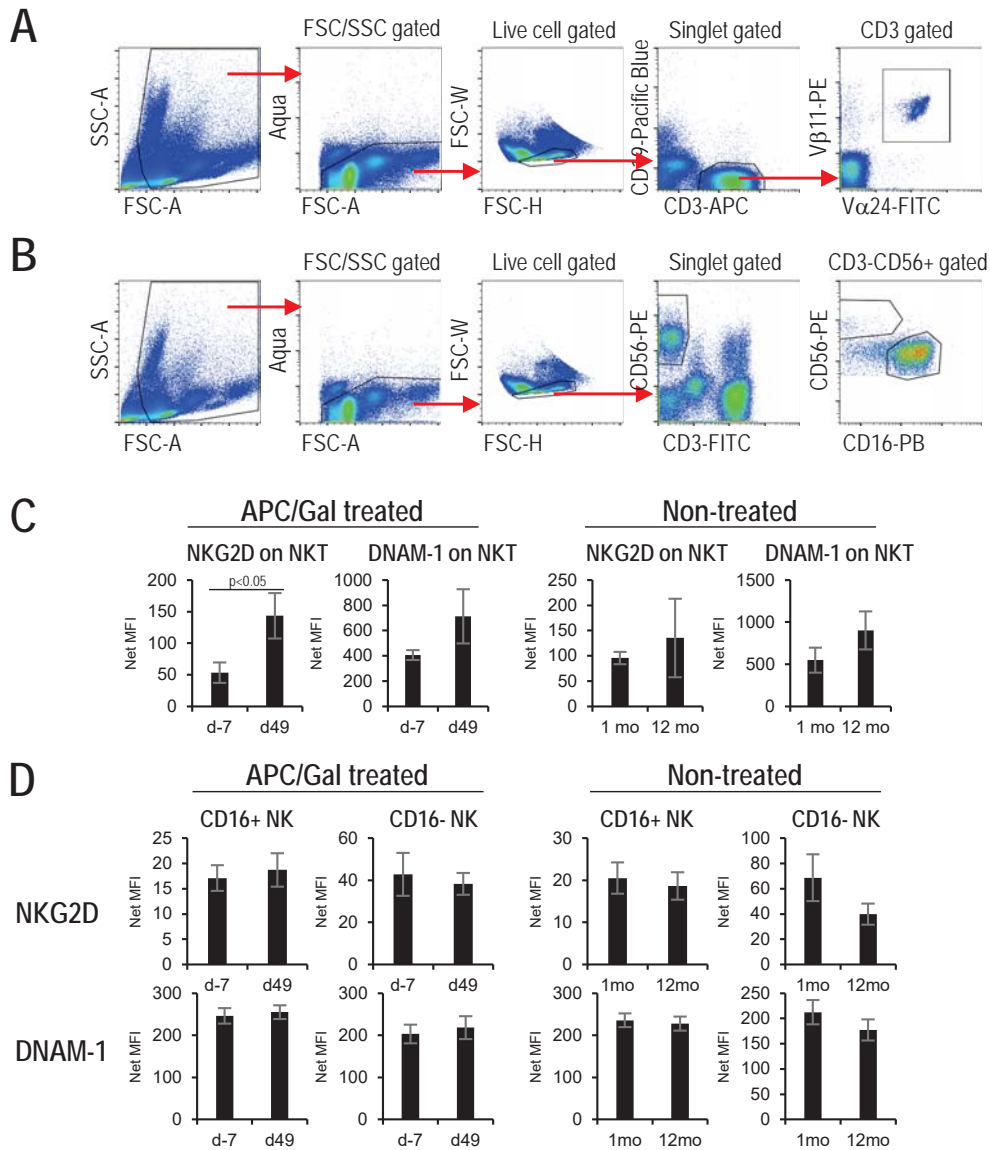 A
FSC/SSC gated
Live cell gated
Singlet gated
CD3 gated
SSC-A
Aqua
FSC-W
CD19-Pacific Blue
Vβ11-PE
FSC-A
FSC-A
FSC-H
CD3-APC
Vα24-FITC
B
FSC/SSC gated
Live cell gated
Singlet gated
CD3-CD56+ gated
SSC-A
Aqua
FSC-W
CD56-PE
CD56-PE
FSC-A
FSC-A
FSC-H
CD3-FITC
CD16-PB
C
APC/Gal treated
Non-treated
NKG2D on NKT
DNAM-1 on NKT
NKG2D on NKT
DNAM-1 on NKT
Net MFI
200
150
100
50
0
p<0.05
d-7 d49
Net MFI
1000
800
600
400
200
0
d-7 d49
Net MFI
250
200
150
100
50
0
1 mo 12 mo
Net MFI
1500
1000
500
0
1 mo 12 mo
D
APC/Gal treated
Non-treated
CD16+ NK
CD16- NK
CD16+ NK
CD16- NK
NKG2D
Net MFI
25
20
15
10
5
0
d-7 d49
Net MFI
60
40
20
0
d-7 d49
Net MFI
30
20
10
0
1mo 12mo
Net MFI
100
80
60
40
20
0
1mo 12mo
DNAM-1
Net MFI
300
200
100
0
d-7 d49
Net MFI
300
200
100
0
d-7 d49
Net MFI
300
200
100
0
1mo 12mo
Net MFI
250
200
150
100
50
0
1mo 12mo